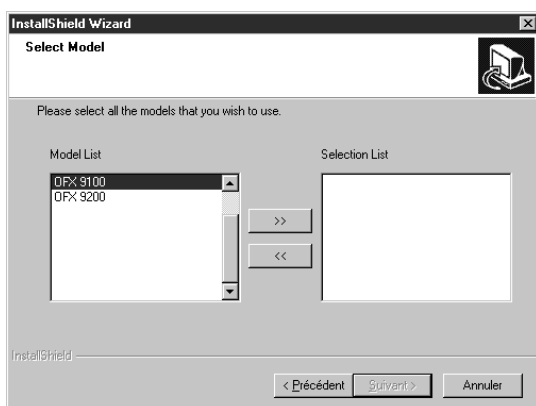 InstallShield Wizard
Select Model
Please select all the models that you wish to use.
Model List
Selection List
OFX 9100
OFX 9200
>>
<<
InstallShield
< Précédent
Suivant >
Annuler